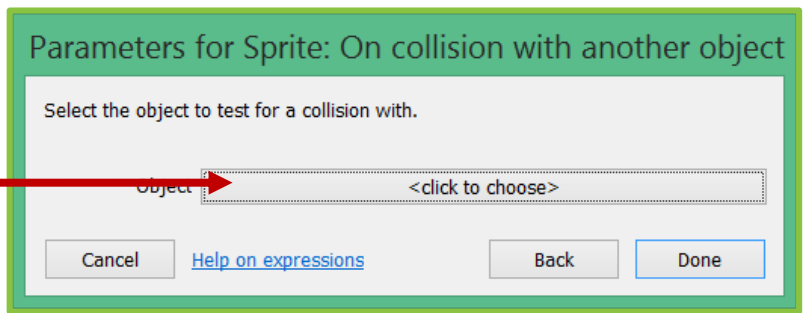 Parameters for Sprite: On collision with another object
Select the object to test for a collision with.
Object <click to choose>
Cancel Help on expressions Back Done